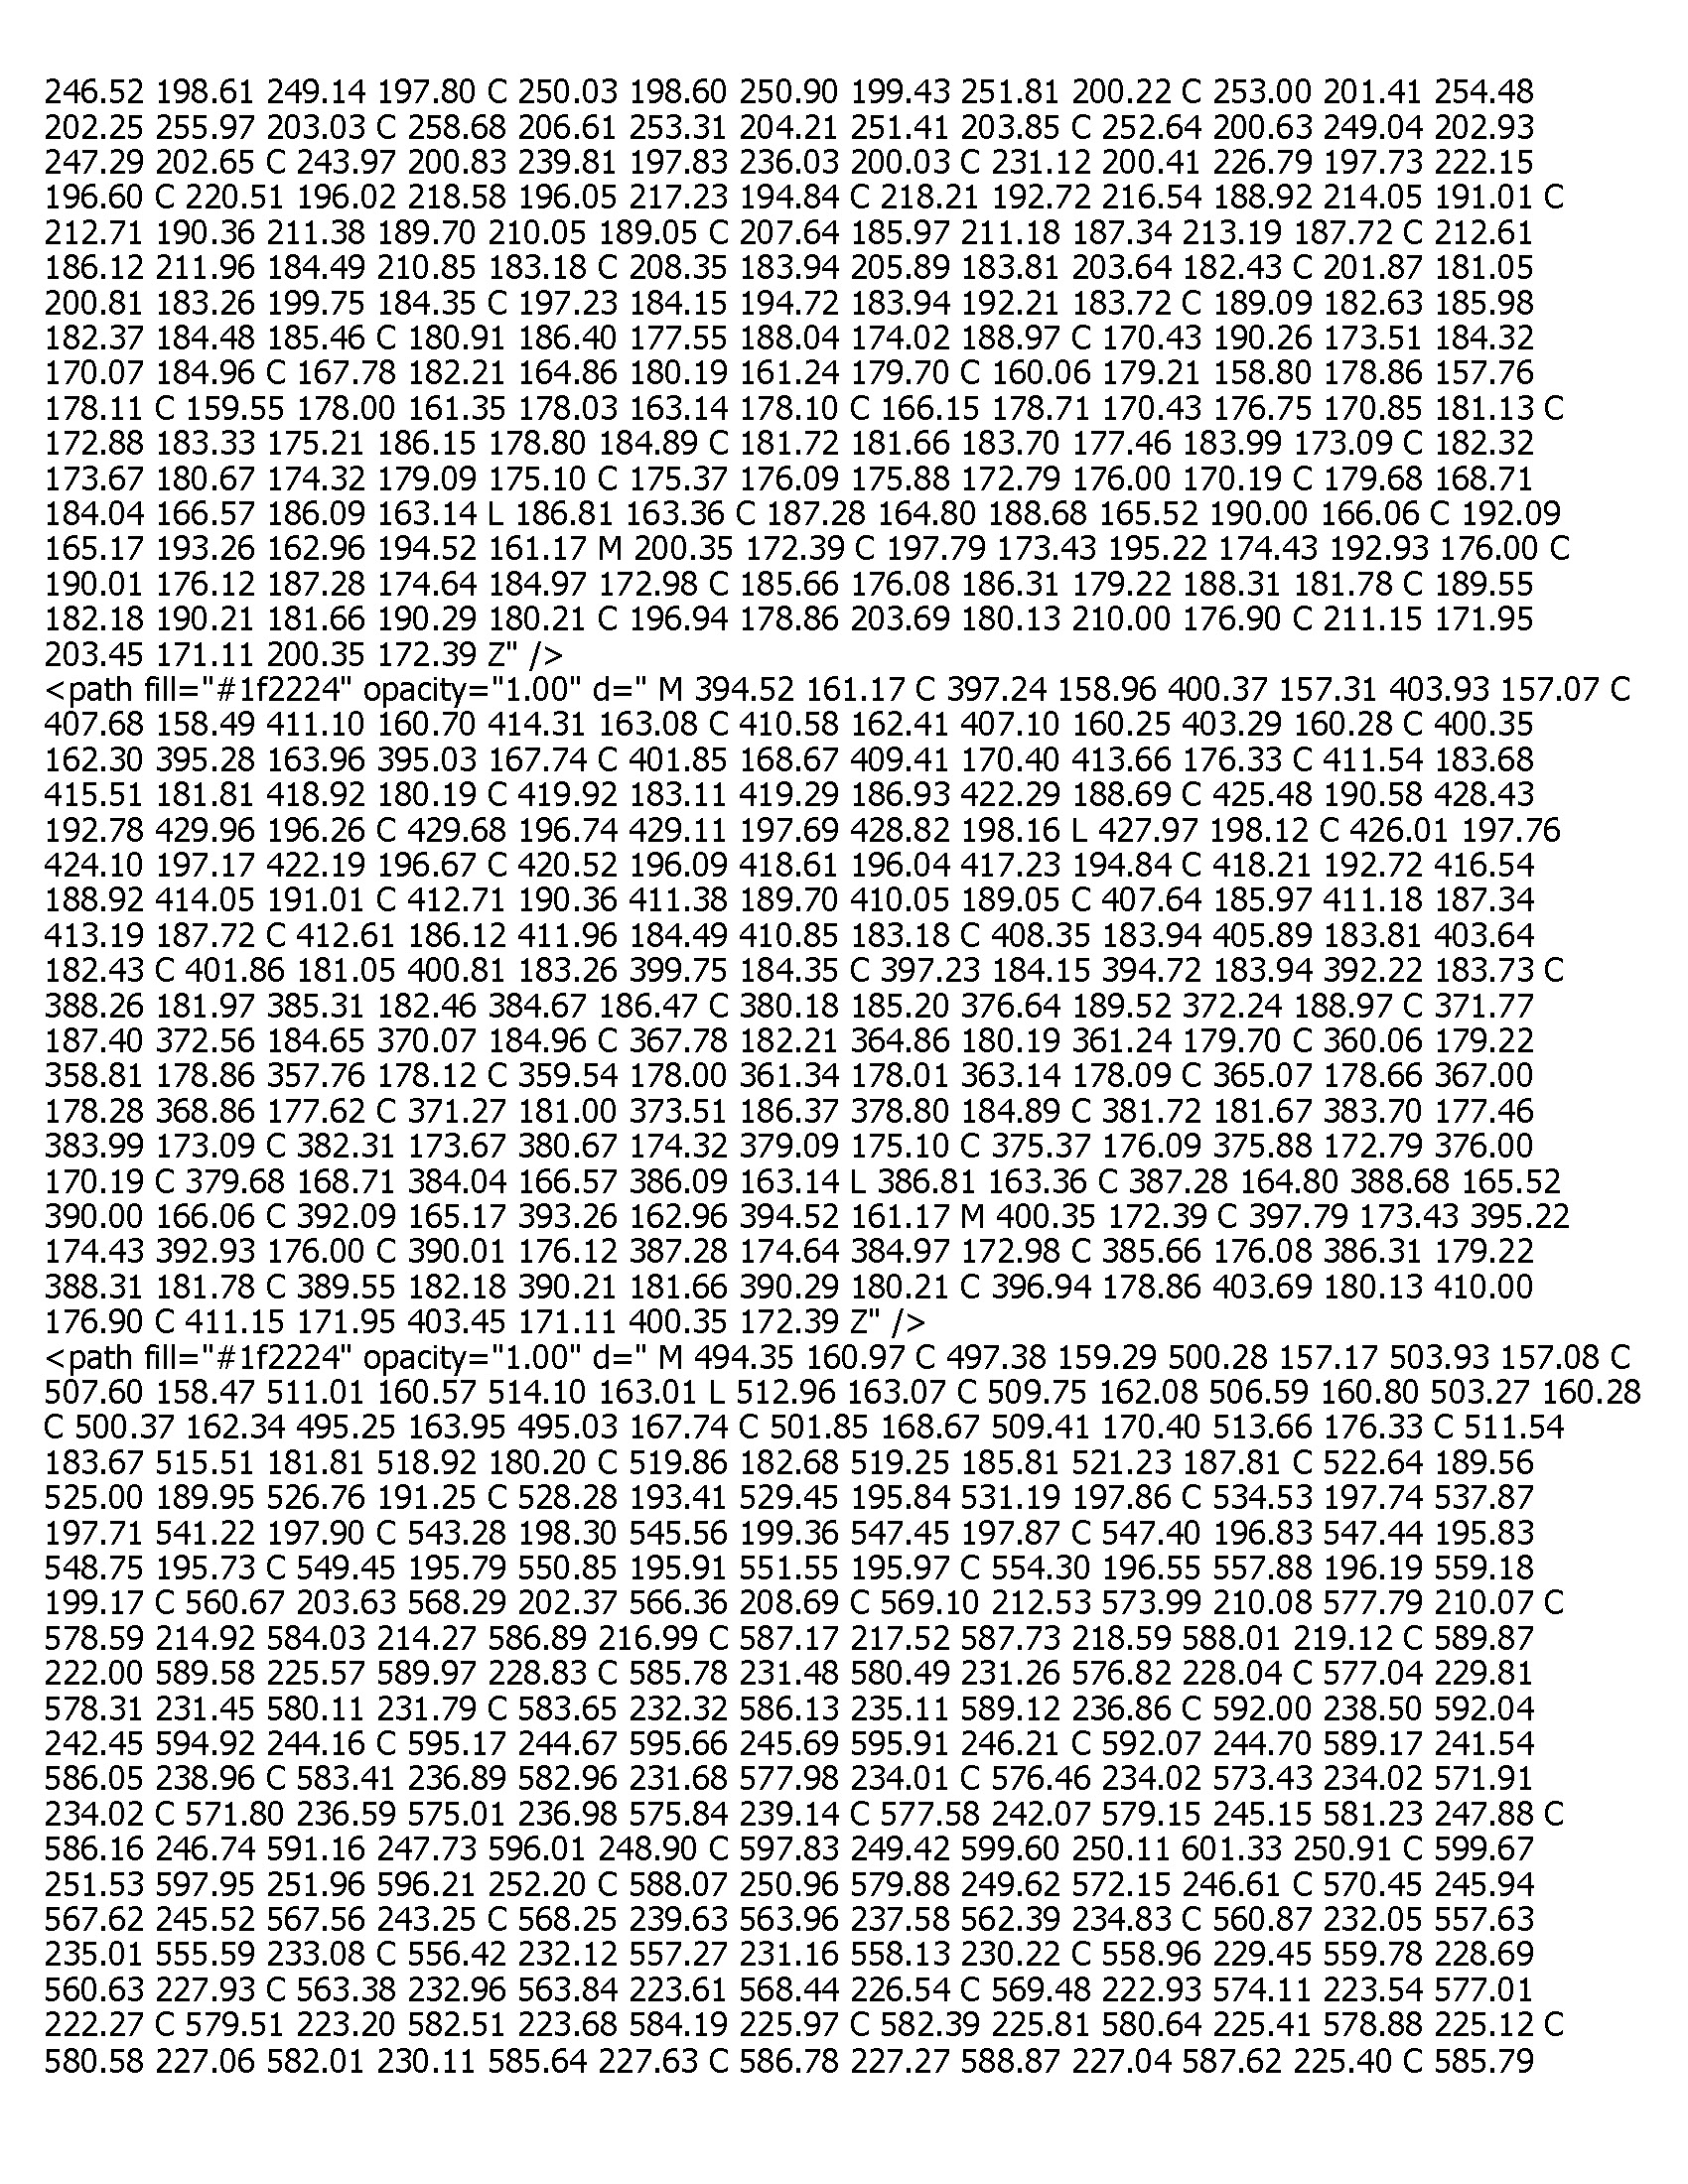 246.52 198.61 249.14 197.80 C 250.03 198.60 250.90 199.43 251.81 200.22 C 253.00 201.41 254.48
202.25 255.97 203.03 C 258.68 206.61 253.31 204.21 251.41 203.85 C 252.64 200.63 249.04 202.93
247.29 202.65 C 243.97 200.83 239.81 197.83 236.03 200.03 C 231.12 200.41 226.79 197.73 222.15
196.60 C 220.51 196.02 218.58 196.05 217.23 194.84 C 218.21 192.72 216.54 188.92 214.05 191.01 C
212.71 190.36 211.38 189.70 210.05 189.05 C 207.64 185.97 211.18 187.34 213.19 187.72 C 212.61
186.12 211.96 184.49 210.85 183.18 C 208.35 183.94 205.89 183.81 203.64 182.43 C 201.87 181.05
200.81 183.26 199.75 184.35 C 197.23 184.15 194.72 183.94 192.21 183.72 C 189.09 182.63 185.98
182.37 184.48 185.46 C 180.91 186.40 177.55 188.04 174.02 188.97 C 170.43 190.26 173.51 184.32
170.07 184.96 C 167.78 182.21 164.86 180.19 161.24 179.70 C 160.06 179.21 158.80 178.86 157.76
178.11 C 159.55 178.00 161.35 178.03 163.14 178.10 C 166.15 178.71 170.43 176.75 170.85 181.13 C
172.88 183.33 175.21 186.15 178.80 184.89 C 181.72 181.66 183.70 177.46 183.99 173.09 C 182.32
173.67 180.67 174.32 179.09 175.10 C 175.37 176.09 175.88 172.79 176.00 170.19 C 179.68 168.71
184.04 166.57 186.09 163.14 L 186.81 163.36 C 187.28 164.80 188.68 165.52 190.00 166.06 C 192.09
165.17 193.26 162.96 194.52 161.17 M 200.35 172.39 C 197.79 173.43 195.22 174.43 192.93 176.00 C
190.01 176.12 187.28 174.64 184.97 172.98 C 185.66 176.08 186.31 179.22 188.31 181.78 C 189.55
182.18 190.21 181.66 190.29 180.21 C 196.94 178.86 203.69 180.13 210.00 176.90 C 211.15 171.95
203.45 171.11 200.35 172.39 Z" />
<path fill="#1f2224" opacity="1.00" d=" M 394.52 161.17 C 397.24 158.96 400.37 157.31 403.93 157.07 C
407.68 158.49 411.10 160.70 414.31 163.08 C 410.58 162.41 407.10 160.25 403.29 160.28 C 400.35
162.30 395.28 163.96 395.03 167.74 C 401.85 168.67 409.41 170.40 413.66 176.33 C 411.54 183.68
415.51 181.81 418.92 180.19 C 419.92 183.11 419.29 186.93 422.29 188.69 C 425.48 190.58 428.43
192.78 429.96 196.26 C 429.68 196.74 429.11 197.69 428.82 198.16 L 427.97 198.12 C 426.01 197.76
424.10 197.17 422.19 196.67 C 420.52 196.09 418.61 196.04 417.23 194.84 C 418.21 192.72 416.54
188.92 414.05 191.01 C 412.71 190.36 411.38 189.70 410.05 189.05 C 407.64 185.97 411.18 187.34
413.19 187.72 C 412.61 186.12 411.96 184.49 410.85 183.18 C 408.35 183.94 405.89 183.81 403.64
182.43 C 401.86 181.05 400.81 183.26 399.75 184.35 C 397.23 184.15 394.72 183.94 392.22 183.73 C
388.26 181.97 385.31 182.46 384.67 186.47 C 380.18 185.20 376.64 189.52 372.24 188.97 C 371.77
187.40 372.56 184.65 370.07 184.96 C 367.78 182.21 364.86 180.19 361.24 179.70 C 360.06 179.22
358.81 178.86 357.76 178.12 C 359.54 178.00 361.34 178.01 363.14 178.09 C 365.07 178.66 367.00
178.28 368.86 177.62 C 371.27 181.00 373.51 186.37 378.80 184.89 C 381.72 181.67 383.70 177.46
383.99 173.09 C 382.31 173.67 380.67 174.32 379.09 175.10 C 375.37 176.09 375.88 172.79 376.00
170.19 C 379.68 168.71 384.04 166.57 386.09 163.14 L 386.81 163.36 C 387.28 164.80 388.68 165.52
390.00 166.06 C 392.09 165.17 393.26 162.96 394.52 161.17 M 400.35 172.39 C 397.79 173.43 395.22
174.43 392.93 176.00 C 390.01 176.12 387.28 174.64 384.97 172.98 C 385.66 176.08 386.31 179.22
388.31 181.78 C 389.55 182.18 390.21 181.66 390.29 180.21 C 396.94 178.86 403.69 180.13 410.00
176.90 C 411.15 171.95 403.45 171.11 400.35 172.39 Z" />
<path fill="#1f2224" opacity="1.00" d=" M 494.35 160.97 C 497.38 159.29 500.28 157.17 503.93 157.08 C
507.60 158.47 511.01 160.57 514.10 163.01 L 512.96 163.07 C 509.75 162.08 506.59 160.80 503.27 160.28
C 500.37 162.34 495.25 163.95 495.03 167.74 C 501.85 168.67 509.41 170.40 513.66 176.33 C 511.54
183.67 515.51 181.81 518.92 180.20 C 519.86 182.68 519.25 185.81 521.23 187.81 C 522.64 189.56
525.00 189.95 526.76 191.25 C 528.28 193.41 529.45 195.84 531.19 197.86 C 534.53 197.74 537.87
197.71 541.22 197.90 C 543.28 198.30 545.56 199.36 547.45 197.87 C 547.40 196.83 547.44 195.83
548.75 195.73 C 549.45 195.79 550.85 195.91 551.55 195.97 C 554.30 196.55 557.88 196.19 559.18
199.17 C 560.67 203.63 568.29 202.37 566.36 208.69 C 569.10 212.53 573.99 210.08 577.79 210.07 C
578.59 214.92 584.03 214.27 586.89 216.99 C 587.17 217.52 587.73 218.59 588.01 219.12 C 589.87
222.00 589.58 225.57 589.97 228.83 C 585.78 231.48 580.49 231.26 576.82 228.04 C 577.04 229.81
578.31 231.45 580.11 231.79 C 583.65 232.32 586.13 235.11 589.12 236.86 C 592.00 238.50 592.04
242.45 594.92 244.16 C 595.17 244.67 595.66 245.69 595.91 246.21 C 592.07 244.70 589.17 241.54
586.05 238.96 C 583.41 236.89 582.96 231.68 577.98 234.01 C 576.46 234.02 573.43 234.02 571.91
234.02 C 571.80 236.59 575.01 236.98 575.84 239.14 C 577.58 242.07 579.15 245.15 581.23 247.88 C
586.16 246.74 591.16 247.73 596.01 248.90 C 597.83 249.42 599.60 250.11 601.33 250.91 C 599.67
251.53 597.95 251.96 596.21 252.20 C 588.07 250.96 579.88 249.62 572.15 246.61 C 570.45 245.94
567.62 245.52 567.56 243.25 C 568.25 239.63 563.96 237.58 562.39 234.83 C 560.87 232.05 557.63
235.01 555.59 233.08 C 556.42 232.12 557.27 231.16 558.13 230.22 C 558.96 229.45 559.78 228.69
560.63 227.93 C 563.38 232.96 563.84 223.61 568.44 226.54 C 569.48 222.93 574.11 223.54 577.01
222.27 C 579.51 223.20 582.51 223.68 584.19 225.97 C 582.39 225.81 580.64 225.41 578.88 225.12 C
580.58 227.06 582.01 230.11 585.64 227.63 C 586.78 227.27 588.87 227.04 587.62 225.40 C 585.79